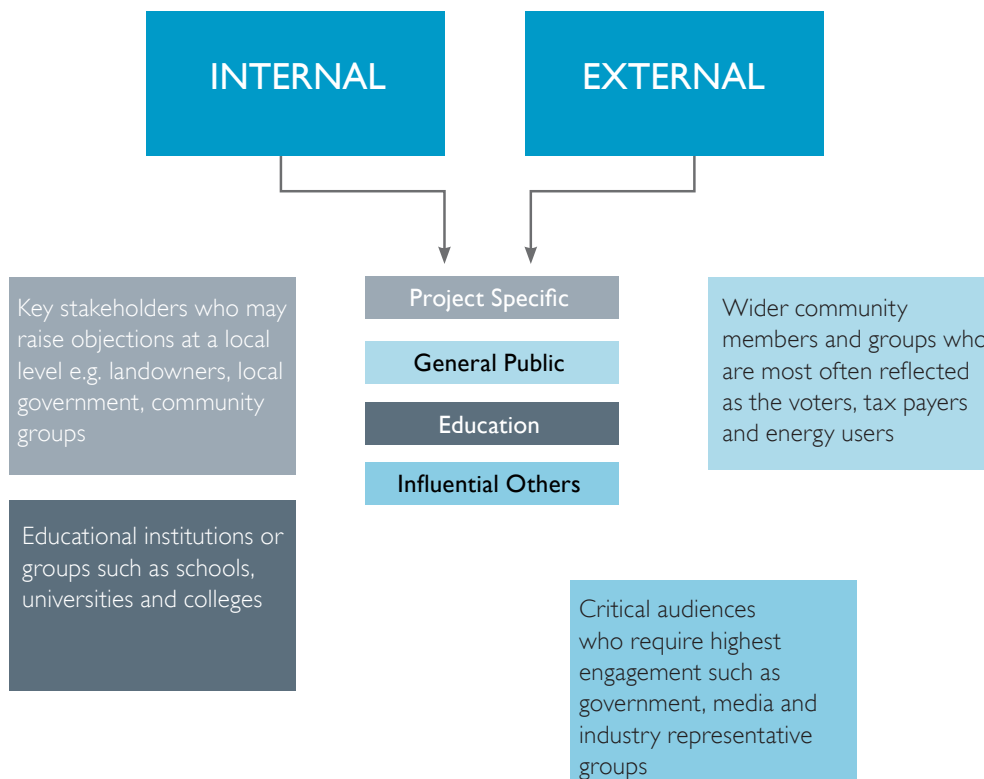 INTERNAL
EXTERNAL
Key stakeholders who may
raise objections at a local
level e.g. landowners, local
government, community
groups
Project Specific
General Public
Education
Influential Others
Wider community
members and groups who
are most often reflected
as the voters, tax payers
and energy users
Educational institutions or
groups such as schools,
universities and colleges
Critical audiences
who require highest
engagement such as
government, media and
industry representative
groups